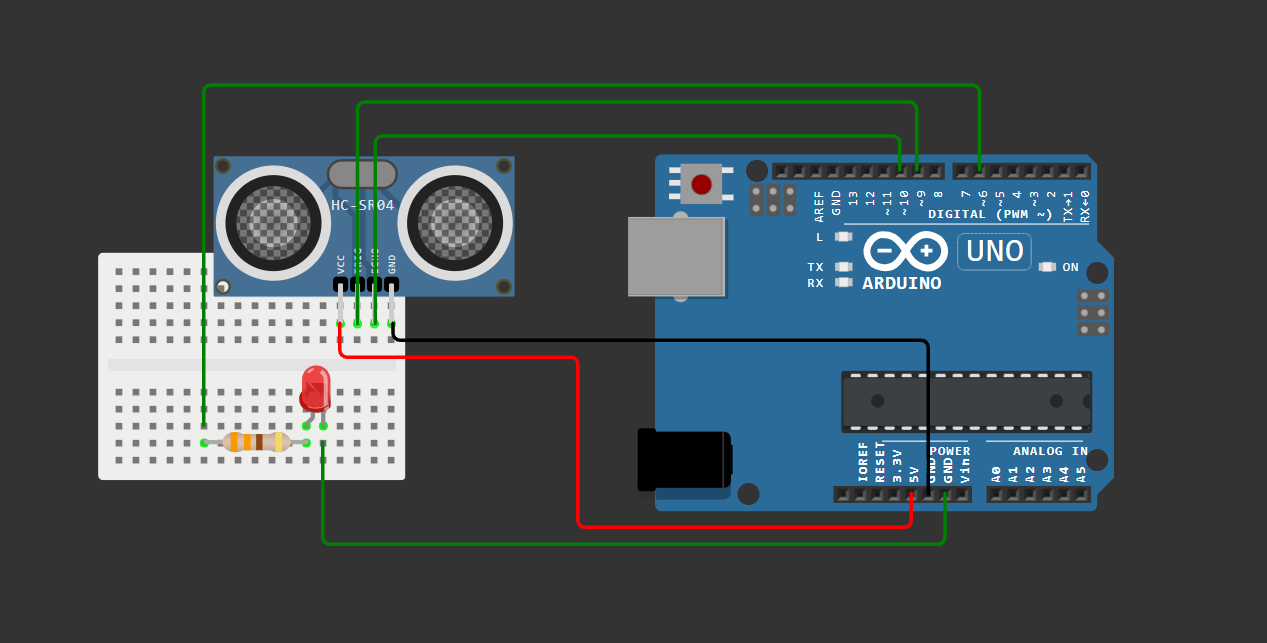 HC-SR04
VCC
GND
AREF
GND
13
12
~11
~10
~9
8
7
~6
~5
4
~3
2
TX→1
RX←0
DIGITAL (PWM ~)
L
TX
RX
UNO
ARDUINO
ON
POWER
ANALOG IN
IOREF
RESET
3.3V
5V
GND
GND
Vin
A0
A1
A2
A3
A4
A5